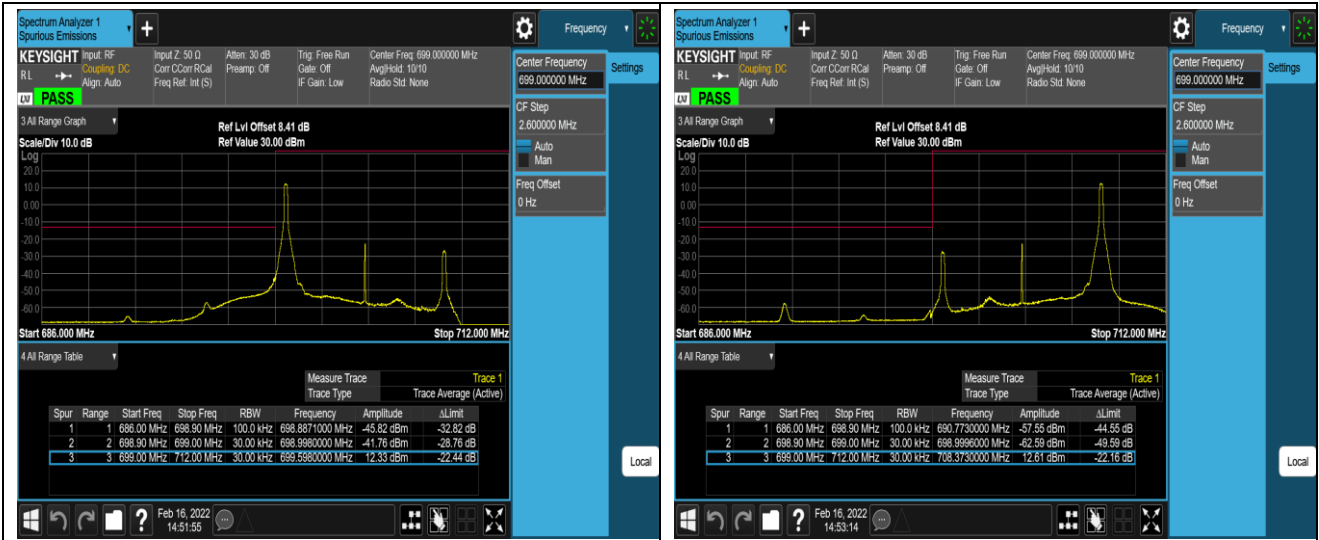 Spectrum Analyzer 1
Spurious Emissions
Frequency
KEYSIGHT Input: RF Input Z: 50 Ω Atten: 30 dB Trig: Free Run Center Freq: 699.000000 MHz
Coupling: DC Corr CCorr RCal Preamp: Off Gate: Off Avg|Hold: 10/10
R L Align: Auto Freq Ref: Int (S) IF Gain: Low Radio Std: None
LXI PASS
Center Frequency
699.000000 MHz
Settings
CF Step
2.600000 MHz
Auto
Man
Freq Offset
0 Hz
3 All Range Graph
Ref Lvl Offset 8.41 dB
Scale/Div 10.0 dB Ref Value 30.00 dBm
Log
20.0
10.0
0.00
-10.0
-20.0
-30.0
-40.0
-50.0
-60.0
Start 686.000 MHz Stop 712.000 MHz
4 All Range Table
Measure Trace Trace 1
Trace Type Trace Average (Active)
Spur Range Start Freq Stop Freq RBW Frequency Amplitude ΔLimit
1 1 686.00 MHz 698.90 MHz 100.0 kHz 698.8871000 MHz -45.82 dBm -32.82 dB
2 2 698.90 MHz 699.00 MHz 30.00 kHz 698.9980000 MHz -41.76 dBm -28.76 dB
3 3 699.00 MHz 712.00 MHz 30.00 kHz 699.5980000 MHz 12.33 dBm -22.44 dB
Local
? Feb 16, 2022
14:51:55
Spectrum Analyzer 1
Spurious Emissions
Frequency
KEYSIGHT Input: RF Input Z: 50 Ω Atten: 30 dB Trig: Free Run Center Freq: 699.000000 MHz
Coupling: DC Corr CCorr RCal Preamp: Off Gate: Off Avg|Hold: 10/10
R L Align: Auto Freq Ref: Int (S) IF Gain: Low Radio Std: None
LXI PASS
Center Frequency
699.000000 MHz
Settings
CF Step
2.600000 MHz
Auto
Man
Freq Offset
0 Hz
3 All Range Graph
Ref Lvl Offset 8.41 dB
Scale/Div 10.0 dB Ref Value 30.00 dBm
Log
20.0
10.0
0.00
-10.0
-20.0
-30.0
-40.0
-50.0
-60.0
Start 686.000 MHz Stop 712.000 MHz
4 All Range Table
Measure Trace Trace 1
Trace Type Trace Average (Active)
Spur Range Start Freq Stop Freq RBW Frequency Amplitude ΔLimit
1 1 686.00 MHz 698.90 MHz 100.0 kHz 690.7730000 MHz -57.55 dBm -44.55 dB
2 2 698.90 MHz 699.00 MHz 30.00 kHz 698.9996000 MHz -62.59 dBm -49.59 dB
3 3 699.00 MHz 712.00 MHz 30.00 kHz 708.3730000 MHz 12.61 dBm -22.16 dB
Local
? Feb 16, 2022
14:53:14